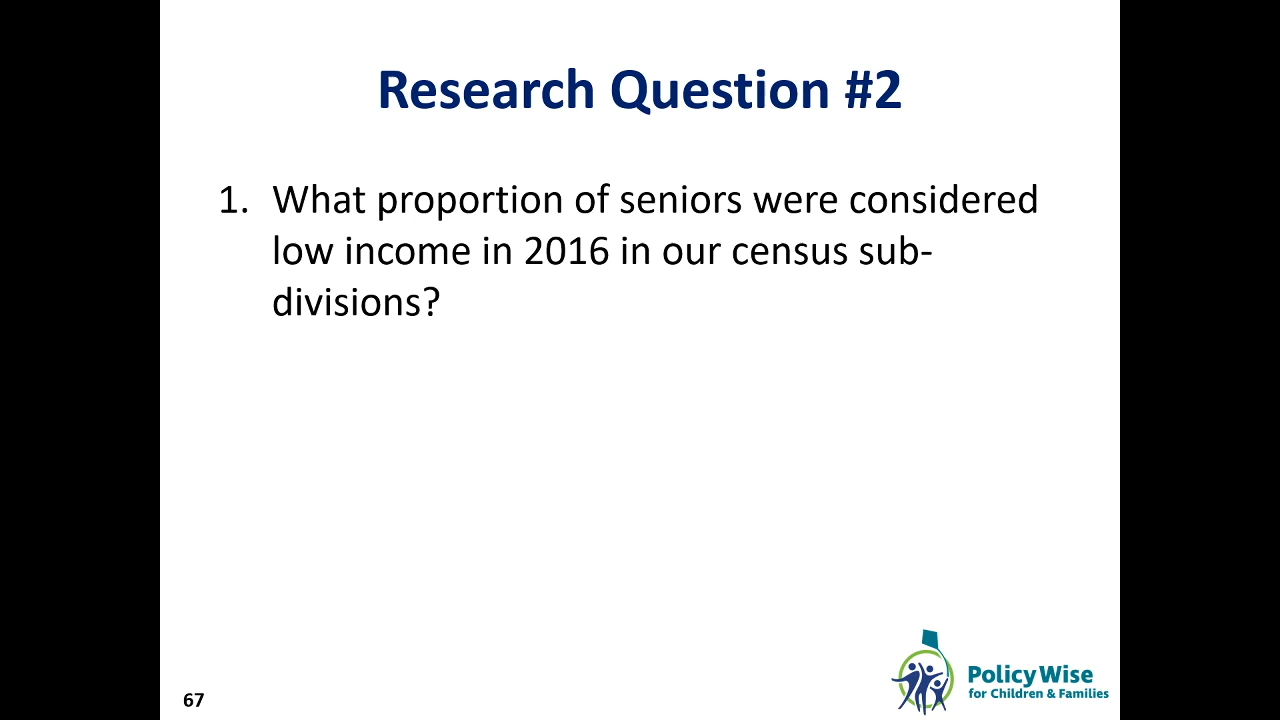 Research Question #2
1. What proportion of seniors were considered
low income in 2016 in our census sub-
divisions?
67
PolicyWise
for Children & Families